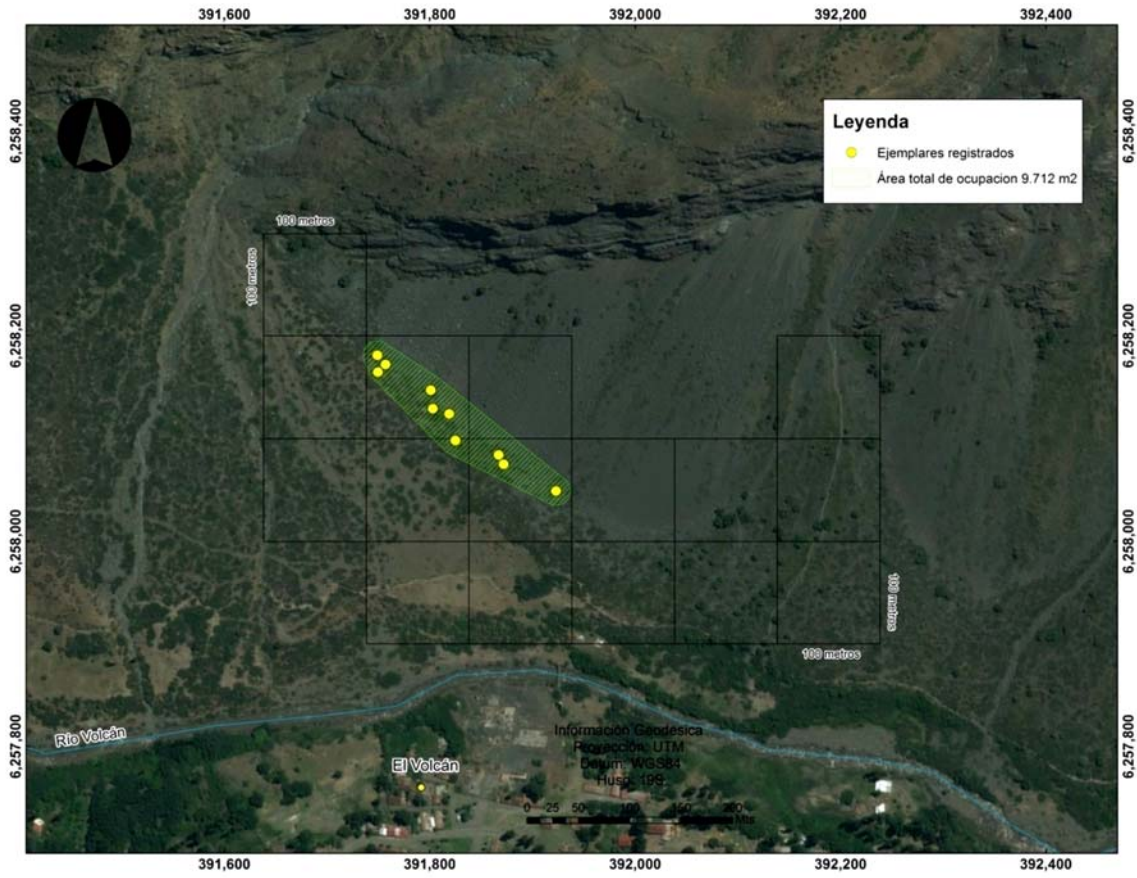 391,600 391,800 392,000 392,200 392,400
6,258,400 6,258,400
Leyenda
Ejemplares registrados
Área total de ocupacion 9.712 m2
100 metros
100 metros
6,258,200 6,258,200
6,258,000 6,258,000
100 metros
100 metros
Río Volcán
6,257,800 6,257,800
Información Geodesica
Proyección: UTM
Datum: WGS84
Huso: 19S
El Volcán
0 25 50 100 150 200
Mts
391,600 391,800 392,000 392,200 392,400